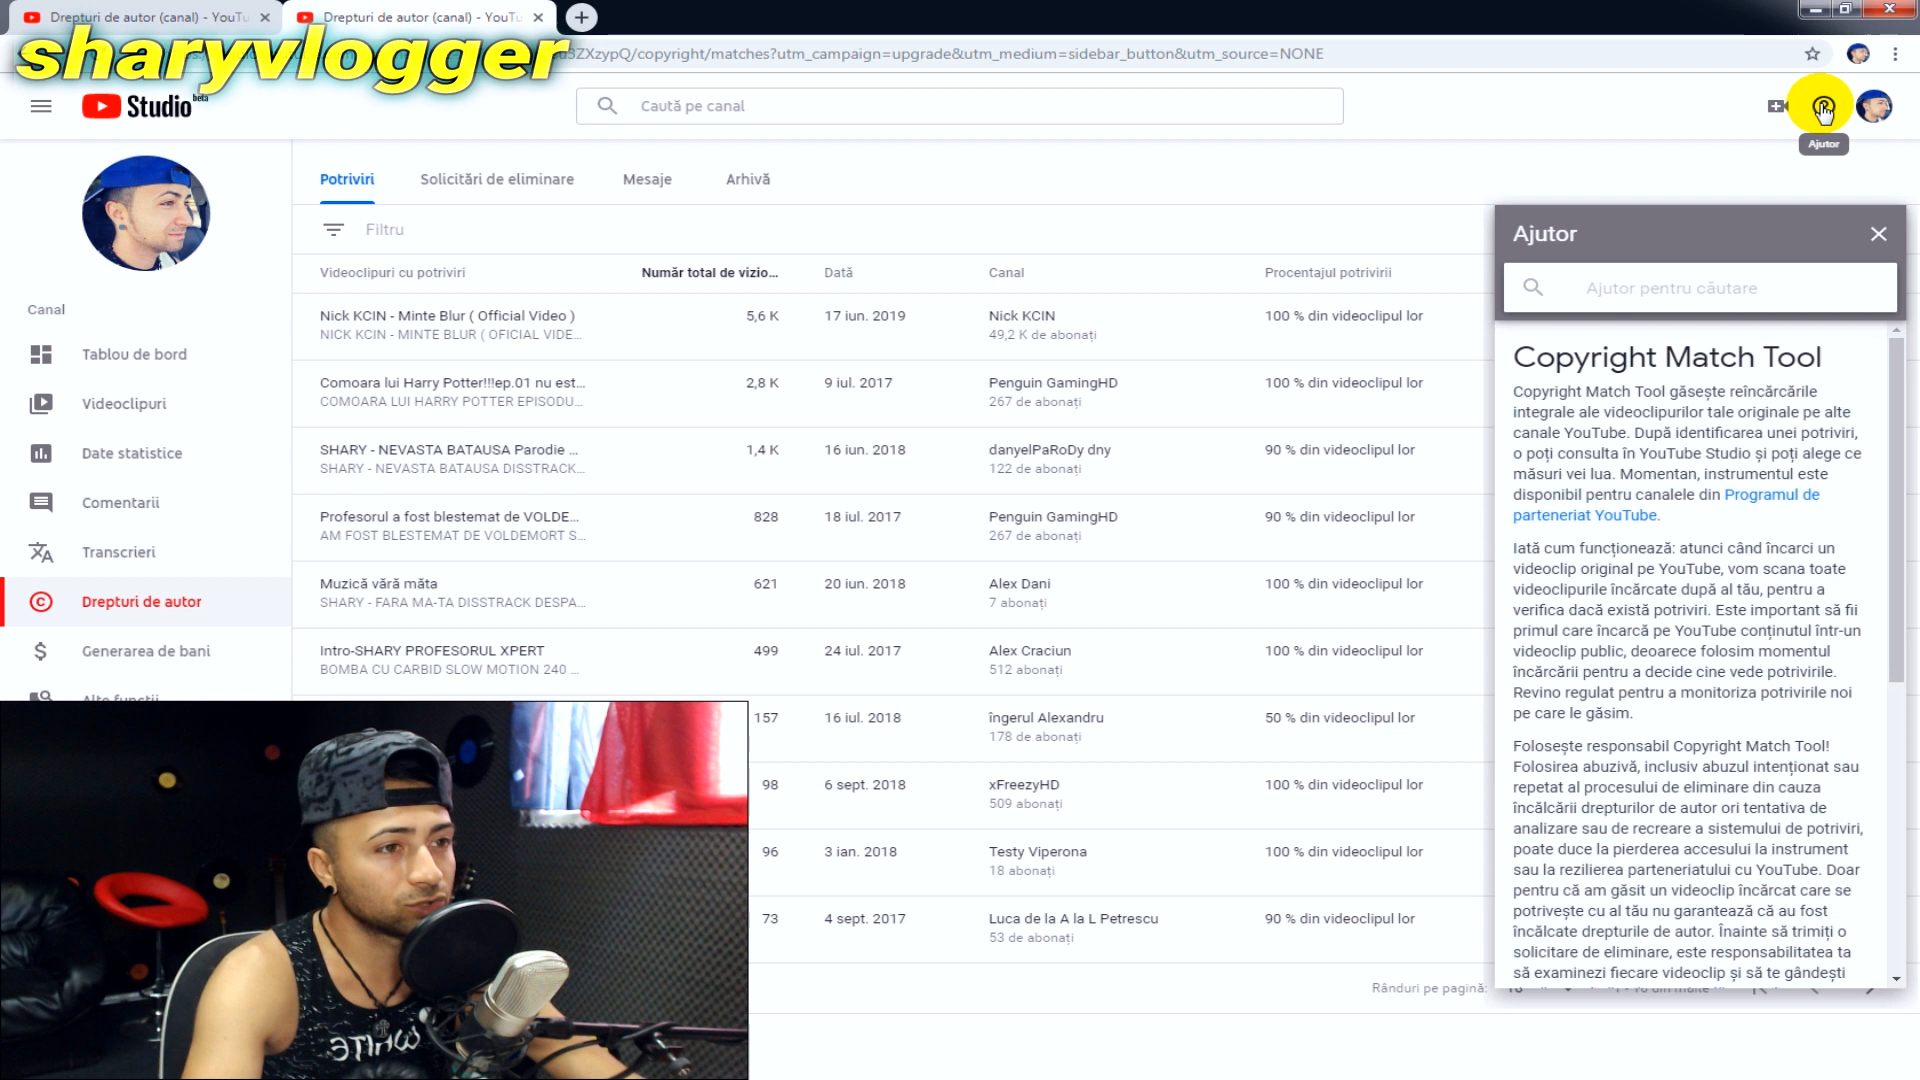 Drepturi de autor (canal) - YouTu
Drepturi de autor (canal) - YouTu
sharyvlogger
3ZXzypQ/copyright/matches?utm_campaign=upgrade&utm_medium=sidebar_button&utm_source=NONE
Studio beta
Caută pe canal
Ajutor
Potriviri
Solicitări de eliminare
Mesaje
Arhivă
Filtru
Videoclipuri cu potriviri
Număr total de vizio...
Dată
Canal
Procentajul potrivirii
Nick KCIN - Minte Blur ( Official Video )
NICK KCIN - MINTE BLUR ( OFICIAL VIDE...
5,6 K
17 iun. 2019
Nick KCIN
49,2 K de abonați
100 % din videoclipul lor
Comoara lui Harry Potter!!!ep.01 nu est...
COMOARA LUI HARRY POTTER EPISODU...
2,8 K
9 iul. 2017
Penguin GamingHD
267 de abonați
100 % din videoclipul lor
SHARY - NEVASTA BATAUSA Parodie ...
SHARY - NEVASTA BATAUSA DISSTRACK...
1,4 K
16 iun. 2018
danyelPaRoDy dny
122 de abonați
90 % din videoclipul lor
Profesorul a fost blestemat de VOLDE...
AM FOST BLESTEMAT DE VOLDEMORT S...
828
18 iul. 2017
Penguin GamingHD
267 de abonați
90 % din videoclipul lor
Muzică vără măta
SHARY - FARA MA-TA DISSTRACK DESPA...
621
20 iun. 2018
Alex Dani
7 abonați
100 % din videoclipul lor
Intro-SHARY PROFESORUL XPERT
BOMBA CU CARBID SLOW MOTION 240 ...
499
24 iul. 2017
Alex Craciun
512 abonați
100 % din videoclipul lor
157
16 iul. 2018
îngerul Alexandru
178 de abonați
50 % din videoclipul lor
98
6 sept. 2018
xFreezyHD
509 abonați
100 % din videoclipul lor
96
3 ian. 2018
Testy Viperona
18 abonați
100 % din videoclipul lor
73
4 sept. 2017
Luca de la A la L Petrescu
53 de abonați
90 % din videoclipul lor
Rânduri pe pagină:
Canal
Tablou de bord
Videoclipuri
Date statistice
Comentarii
Transcrieri
Drepturi de autor
Generarea de bani
Alte funcții
Ajutor
Ajutor pentru căutare
Copyright Match Tool
Copyright Match Tool găsește reîncărcările
integrale ale videoclipurilor tale originale pe alte
canale YouTube. După identificarea unei potriviri,
o poți consulta în YouTube Studio și poți alege ce
măsuri vei lua. Momentan, instrumentul este
disponibil pentru canalele din Programul de
parteneriat YouTube.
Iată cum funcționează: atunci când încarci un
videoclip original pe YouTube, vom scana toate
videoclipurile încărcate după al tău, pentru a
verifica dacă există potriviri. Este important să fii
primul care încarcă pe YouTube conținutul într-un
videoclip public, deoarece folosim momentul
încărcării pentru a decide cine vede potrivirile.
Revino regulat pentru a monitoriza potrivirile noi
pe care le găsim.
Folosește responsabil Copyright Match Tool!
Folosirea abuzivă, inclusiv abuzul intenționat sau
repetat al procesului de eliminare din cauza
încălcării drepturilor de autor ori tentativa de
analizare sau de recreare a sistemului de potriviri,
poate duce la pierderea accesului la instrument
sau la rezilierea parteneriatului cu YouTube. Doar
pentru că am găsit un videoclip încărcat care se
potrivește cu al tău nu garantează că au fost
încălcate drepturile de autor. Înainte să trimiți o
solicitare de eliminare, este responsabilitatea ta
să examinezi fiecare videoclip și să te gândești
WHITE